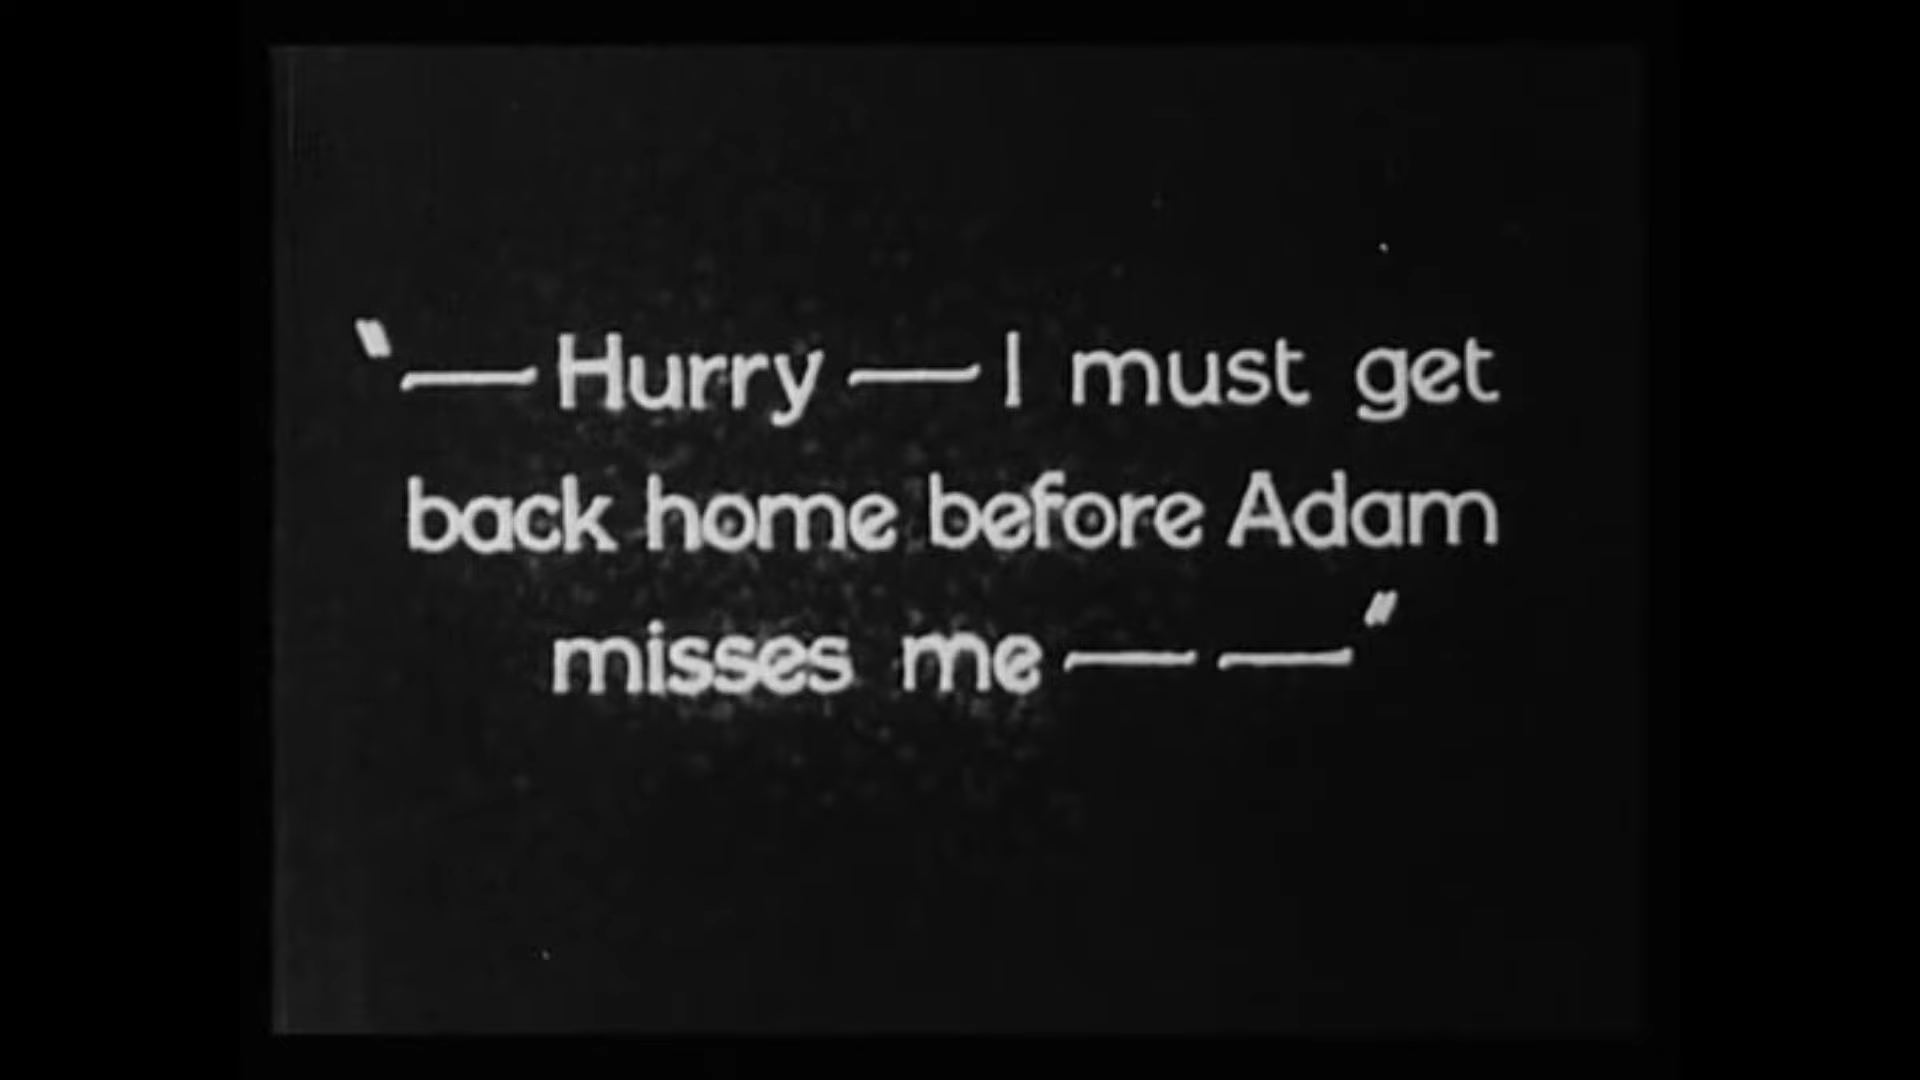 "— Hurry — I must get
back home before Adam
misses me — —"